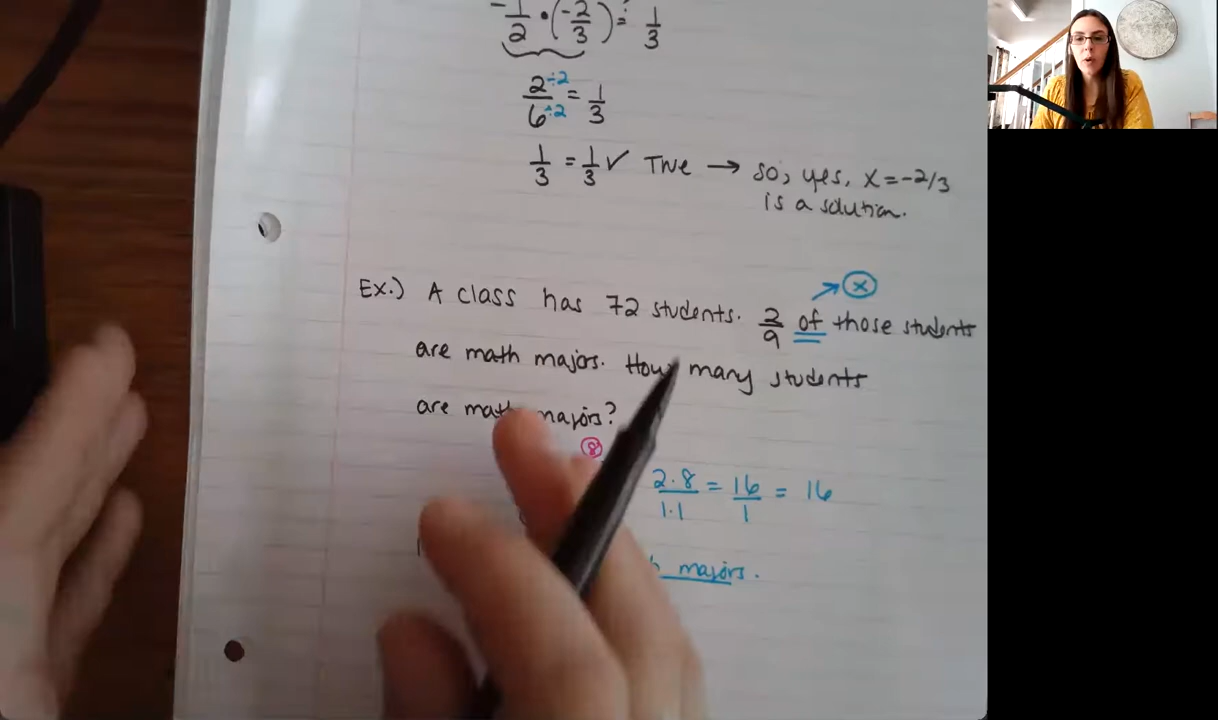 -1/2 · (-2/3) = 1/3
2÷2/6÷2 = 1/3
1/3 = 1/3 ✓ True → so, yes, x = -2/3
is a solution.
Ex.) A class has 72 students. 2/9 of those students
→ ⓧ
are math majors. How many students
are math majors?
8
2·8/1·1 = 16/1 = 16
majors.